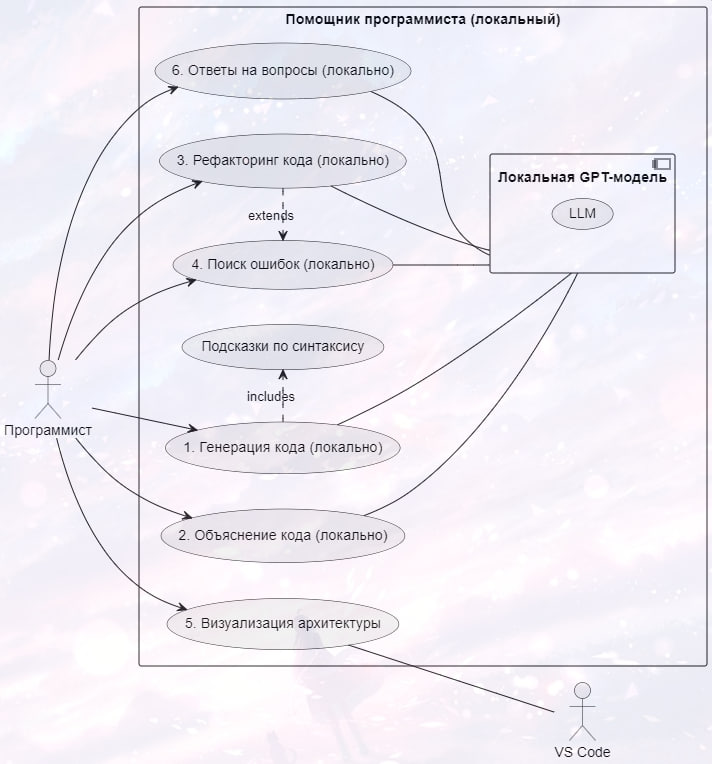 Помощник программиста (локальный)
6. Ответы на вопросы (локально)
3. Рефакторинг кода (локально)
Локальная GPT-модель
LLM
extends
4. Поиск ошибок (локально)
Подсказки по синтаксису
includes
Программист
1. Генерация кода (локально)
2. Объяснение кода (локально)
5. Визуализация архитектуры
VS Code